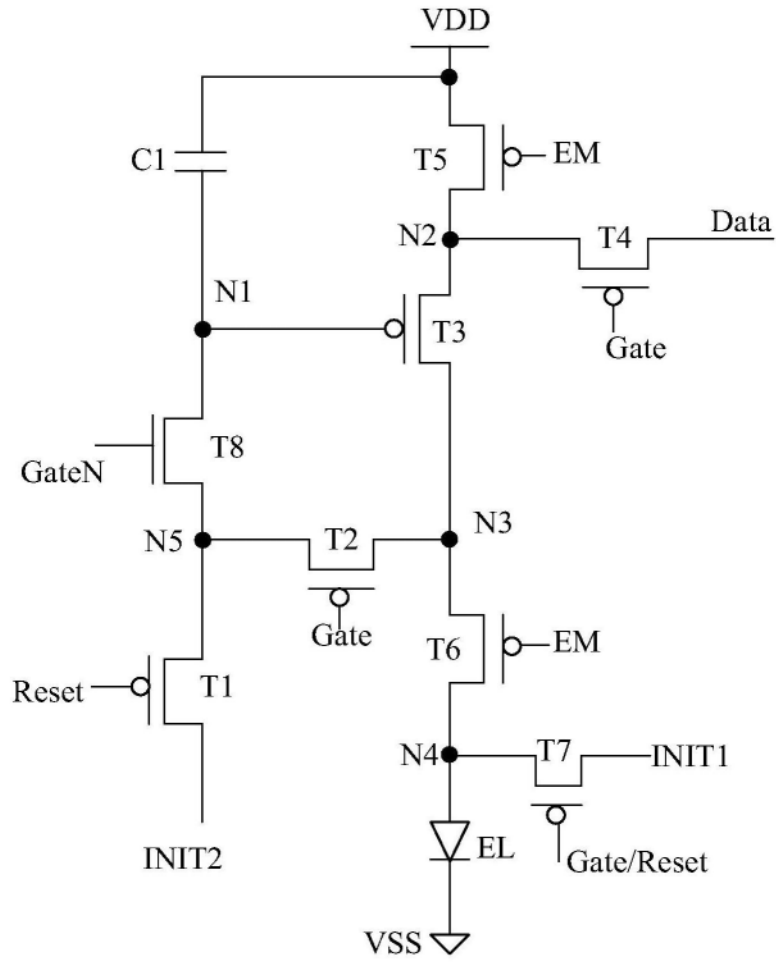 VDD
C1
T5
EM
N2
T4
Data
N1
T3
Gate
T8
GateN
N5
T2
N3
Gate
T6
EM
Reset
T1
N4
T7
INIT1
INIT2
EL
Gate/Reset
VSS